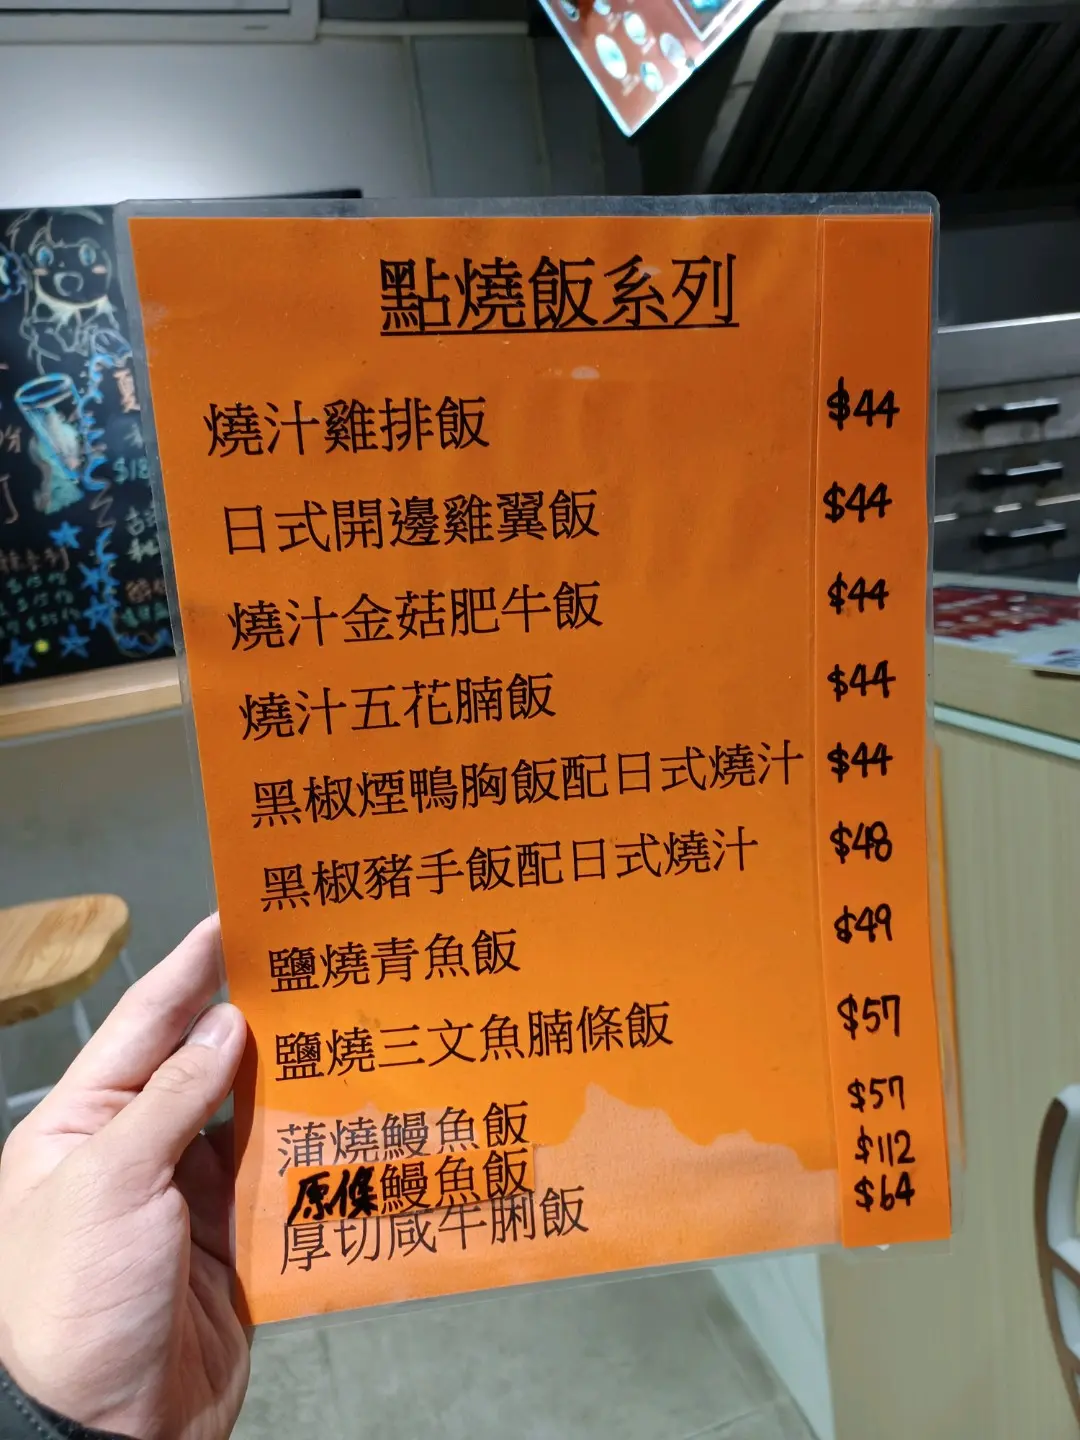 點燒飯系列
燒汁雞排飯 $44
日式開邊雞翼飯 $44
燒汁金菇肥牛飯 $44
燒汁五花腩飯 $44
黑椒煙鴨胸飯配日式燒汁 $44
黑椒豬手飯配日式燒汁 $48
鹽燒青魚飯 $49
鹽燒三文魚腩條飯 $57
蒲燒鰻魚飯 $57
原條鰻魚飯 $112
厚切咸牛脷飯 $64
夏
$18